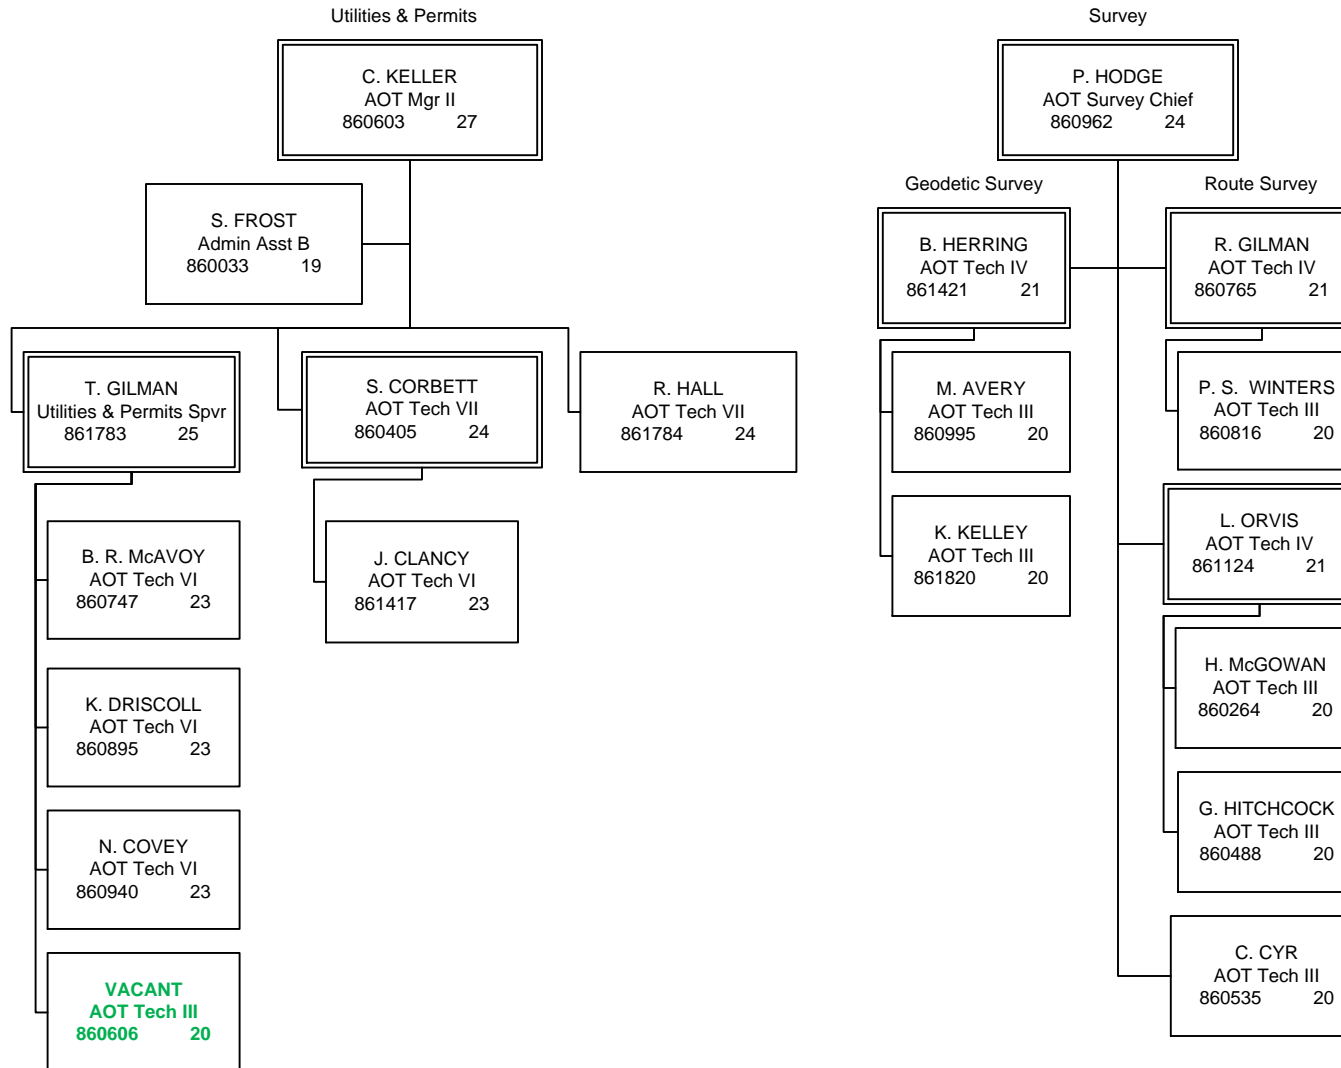 Utilities & Permits
C. KELLER
AOT Mgr II
860603 27
S. FROST
Admin Asst B
860033 19
T. GILMAN
Utilities & Permits Spvr
861783 25
S. CORBETT
AOT Tech VII
860405 24
R. HALL
AOT Tech VII
861784 24
B. R. McAVOY
AOT Tech VI
860747 23
J. CLANCY
AOT Tech VI
861417 23
K. DRISCOLL
AOT Tech VI
860895 23
N. COVEY
AOT Tech VI
860940 23
VACANT
AOT Tech III
860606 20
Survey
P. HODGE
AOT Survey Chief
860962 24
Geodetic Survey
B. HERRING
AOT Tech IV
861421 21
M. AVERY
AOT Tech III
860995 20
K. KELLEY
AOT Tech III
861820 20
Route Survey
R. GILMAN
AOT Tech IV
860765 21
P. S. WINTERS
AOT Tech III
860816 20
L. ORVIS
AOT Tech IV
861124 21
H. McGOWAN
AOT Tech III
860264 20
G. HITCHCOCK
AOT Tech III
860488 20
C. CYR
AOT Tech III
860535 20